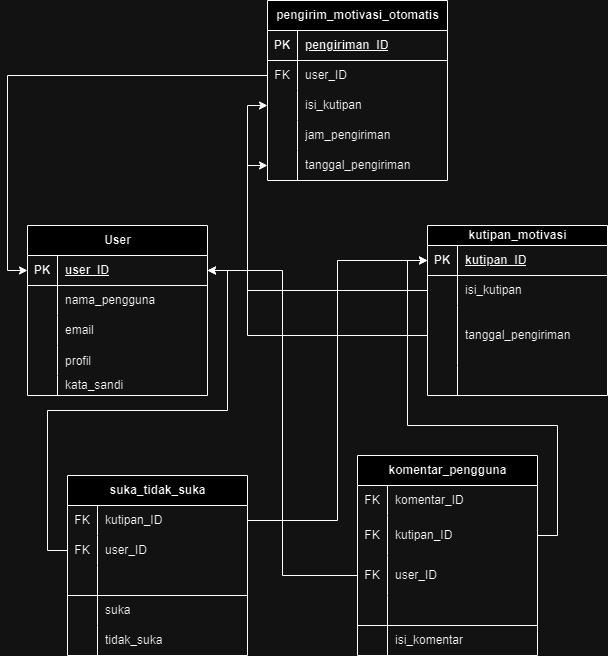 pengirim_motivasi_otomatis
PK pengiriman_ID
FK user_ID
isi_kutipan
jam_pengiriman
tanggal_pengiriman
User
PK user_ID
nama_pengguna
email
profil
kata_sandi
kutipan_motivasi
PK kutipan_ID
isi_kutipan
tanggal_pengiriman
suka_tidak_suka
FK kutipan_ID
FK user_ID
suka
tidak_suka
komentar_pengguna
FK komentar_ID
FK kutipan_ID
FK user_ID
isi_komentar